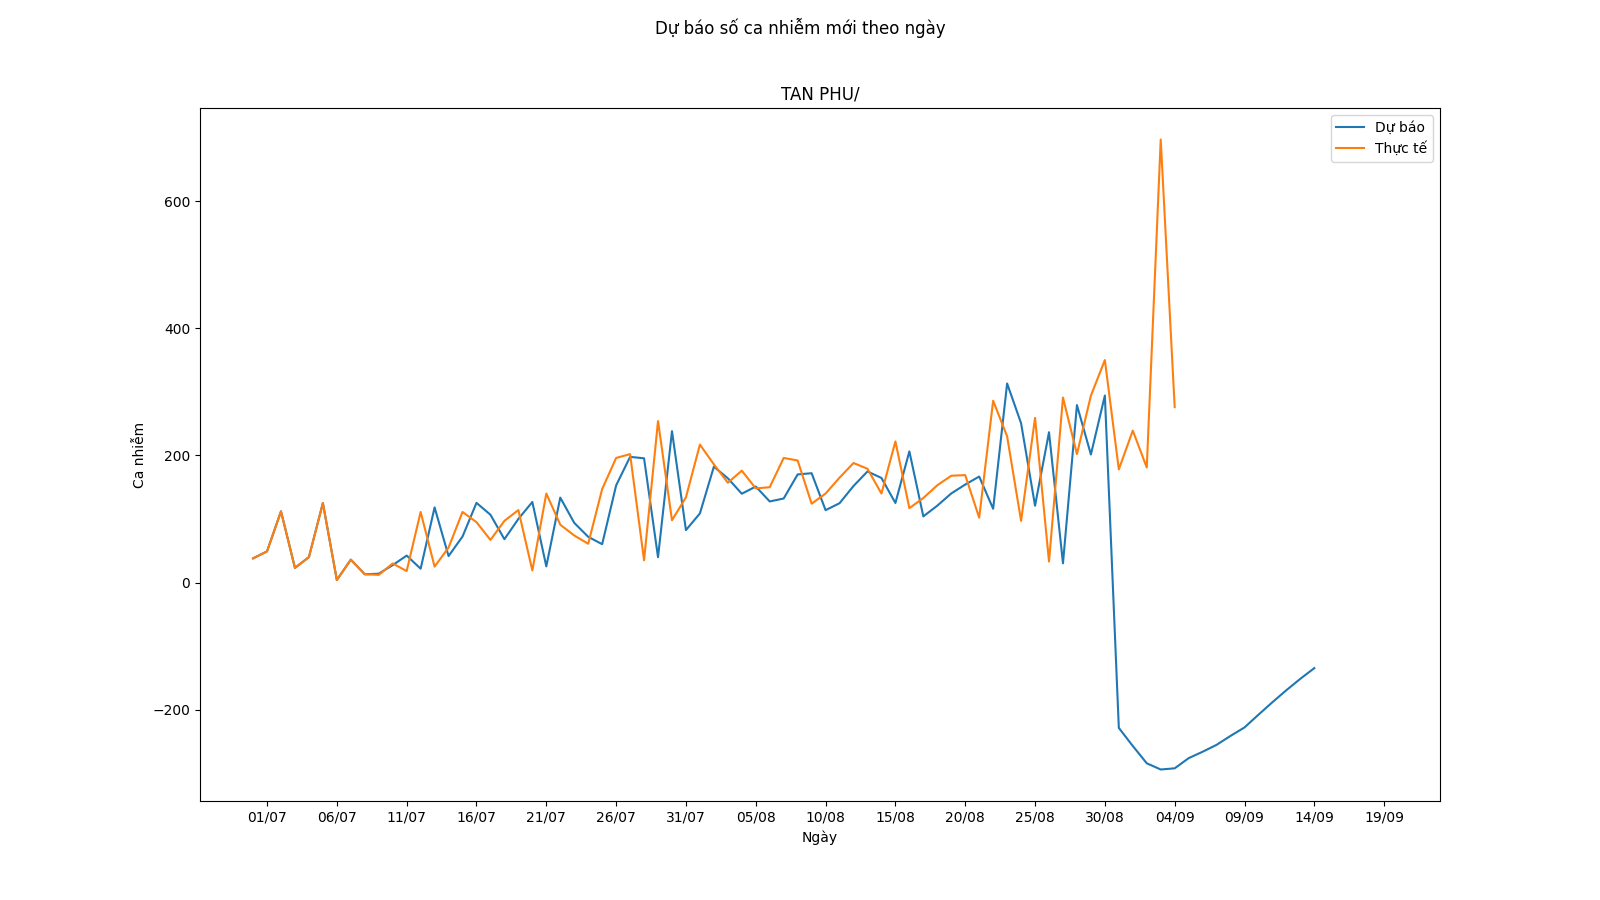 Dự báo số ca nhiễm mới theo ngày
TAN PHU/
Dự báo
Thực tế
600
400
200
0
−200
Ca nhiễm
01/07 06/07 11/07 16/07 21/07 26/07 31/07 05/08 10/08 15/08 20/08 25/08 30/08 04/09 09/09 14/09 19/09
Ngày